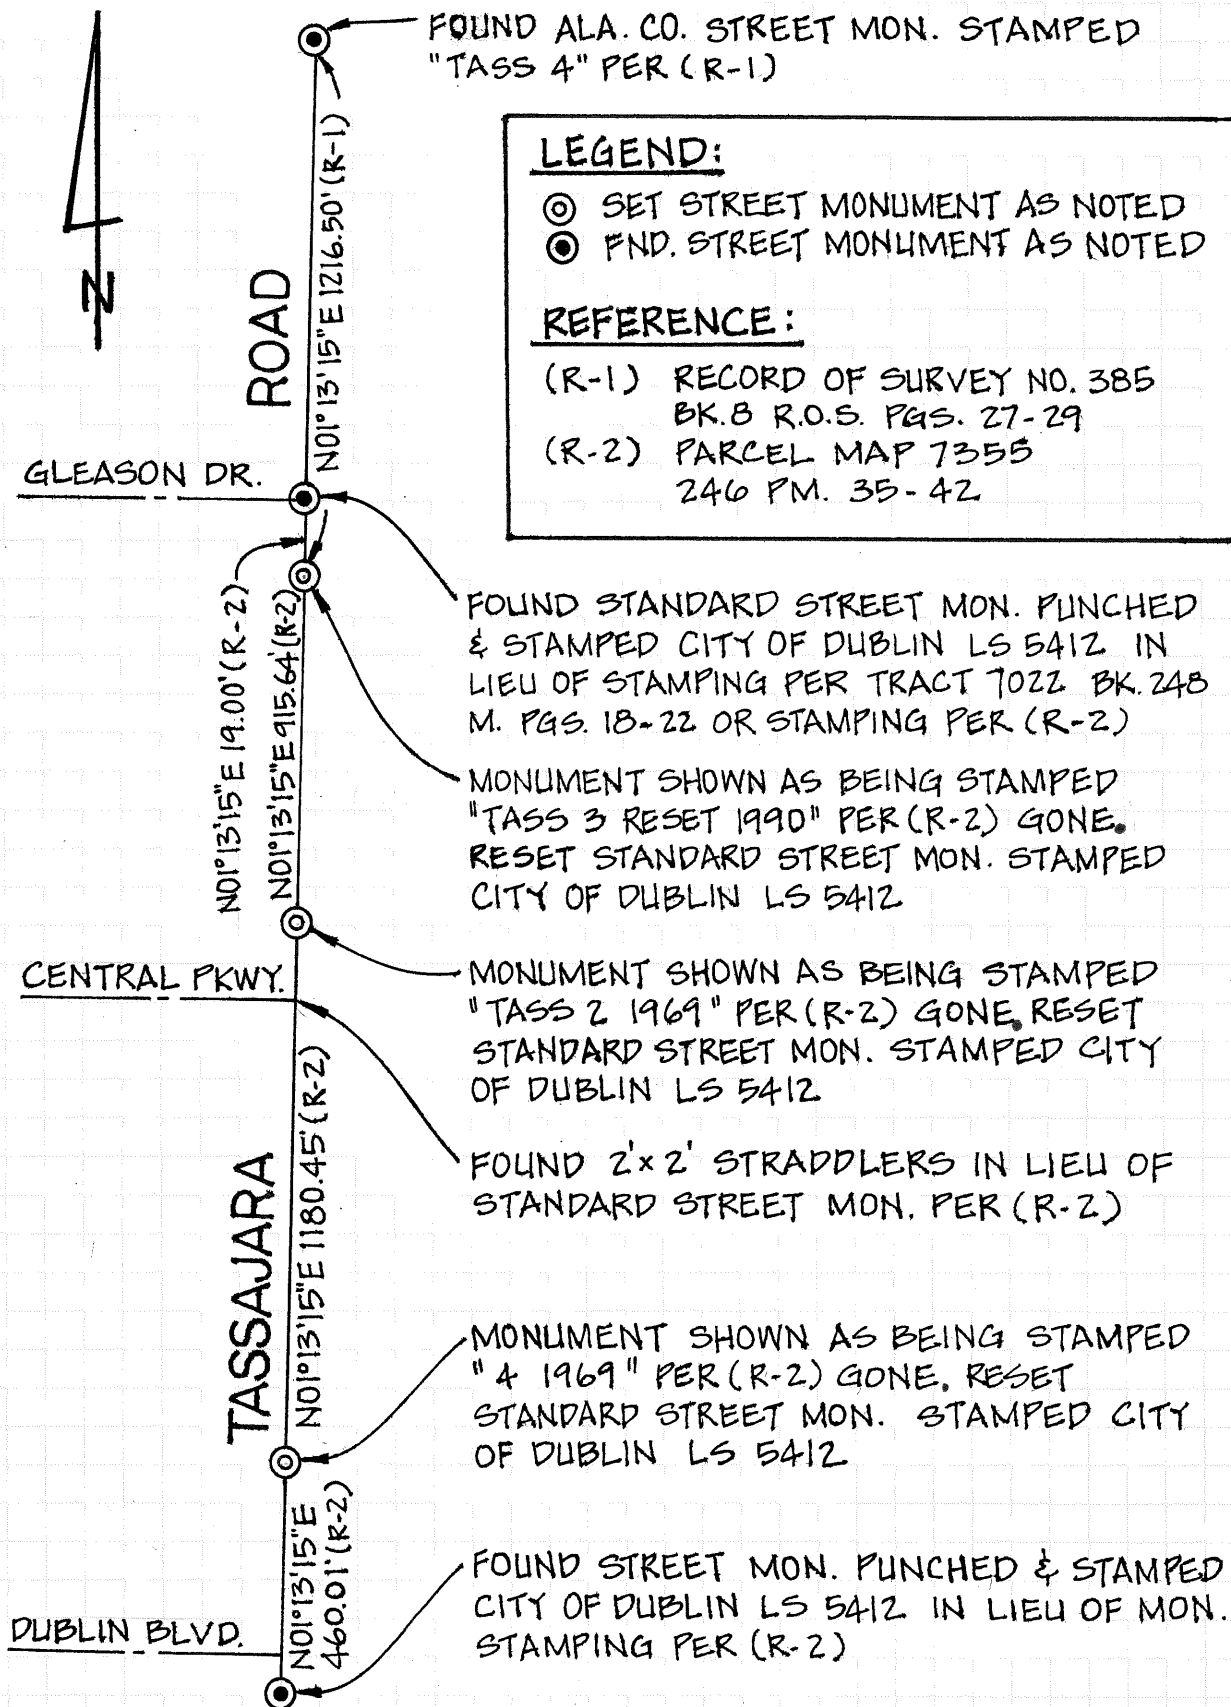 FOUND ALA. CO. STREET MON. STAMPED
"TASS 4" PER (R-1)
LEGEND:
SET STREET MONUMENT AS NOTED
FND. STREET MONUMENT AS NOTED
REFERENCE:
(R-1) RECORD OF SURVEY NO. 385
BK.8 R.O.S. PGS. 27-29
(R-2) PARCEL MAP 7355
246 PM. 35-42
N
ROAD
N01°13'15"E 1216.50' (R-1)
GLEASON DR.
FOUND STANDARD STREET MON. PUNCHED
& STAMPED CITY OF DUBLIN LS 5412 IN
LIEU OF STAMPING PER TRACT 7022 BK. 248
M. PGS. 18-22 OR STAMPING PER (R-2)
N01°13'15"E 19.00' (R-2)
N01°13'15"E 915.64' (R-2)
MONUMENT SHOWN AS BEING STAMPED
"TASS 3 RESET 1990" PER (R-2) GONE.
RESET STANDARD STREET MON. STAMPED
CITY OF DUBLIN LS 5412
CENTRAL PKWY.
MONUMENT SHOWN AS BEING STAMPED
"TASS 2 1969" PER (R-2) GONE. RESET
STANDARD STREET MON. STAMPED CITY
OF DUBLIN LS 5412
FOUND 2'x2' STRADDLERS IN LIEU OF
STANDARD STREET MON. PER (R-2)
TASSAJARA
N01°13'15"E 1180.45' (R-2)
MONUMENT SHOWN AS BEING STAMPED
"4 1969" PER (R-2) GONE. RESET
STANDARD STREET MON. STAMPED CITY
OF DUBLIN LS 5412
N01°13'15"E
460.01' (R-2)
DUBLIN BLVD.
FOUND STREET MON. PUNCHED & STAMPED
CITY OF DUBLIN LS 5412 IN LIEU OF MON.
STAMPING PER (R-2)